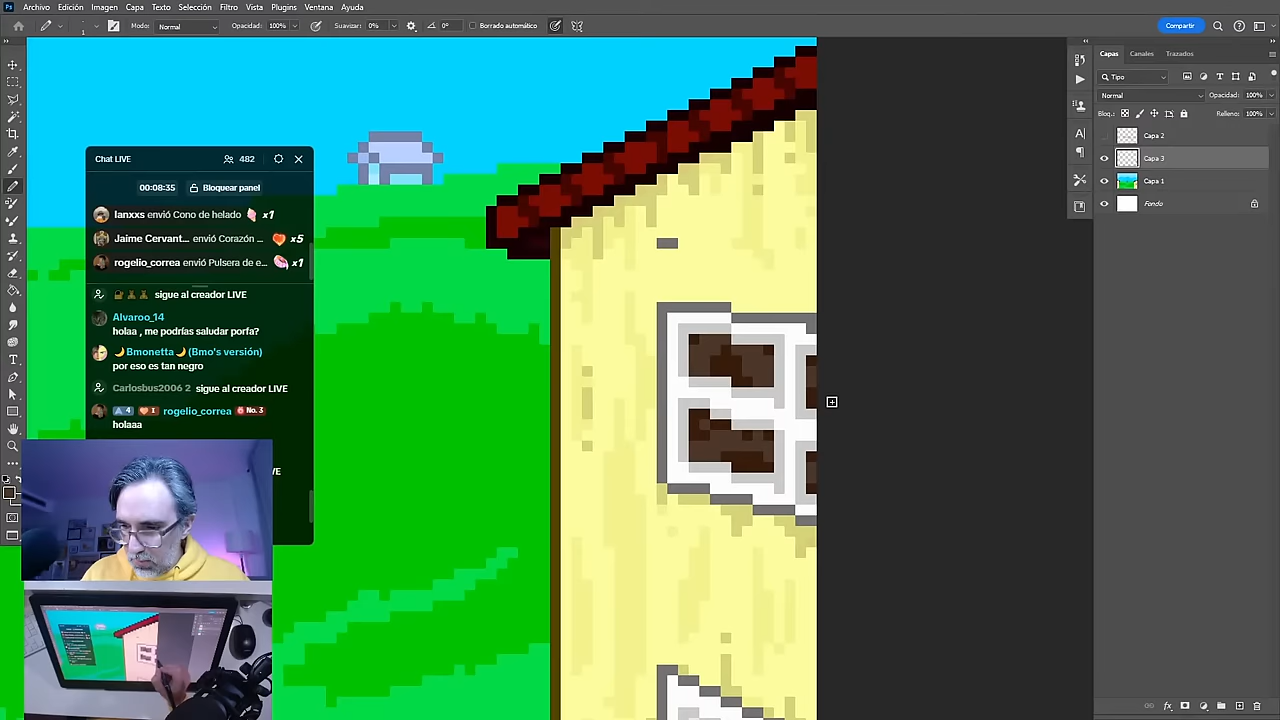 Archivo Edición Imagen Capa Texto Selección Filtro Vista Plugins Ventana Ayuda
1 Modo: Normal Opacidad: 100% Suavizar: 0% 0° Borrado automático Compartir
Capas Canales Trazados
Tipo
Normal Opacidad: 100%
100%
Capa 2
Capa 3
Capa 1
Fondo
Chat LIVE 482
00:08:35 Bloquear panel
Ianxxs envió Cono de helado x1
Jaime Cervant... envió Corazón ... x5
rogelio_correa envió Pulsera de e... x1
sigue al creador LIVE
Alvaroo_14
holaa , me podrías saludar porfa?
🌙Bmonetta🌙(Bmo's versión)
por eso es tan negro
Carlosbus2006 2 sigue al creador LIVE
4 1 rogelio_correa No. 3
holaaa